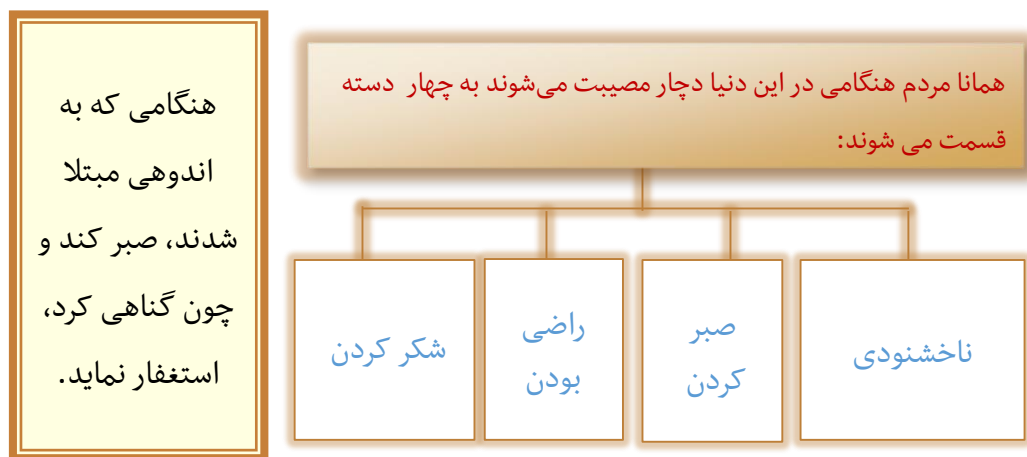 همانا مردم هنگامی در این دنیا دچار مصیبت می‌شوند به چهار دسته
قسمت می شوند:
ناخشنودی
صبر
کردن
راضی
بودن
شکر کردن
هنگامی که به
اندوهی مبتلا
شدند، صبر کند و
چون گناهی کرد،
استغفار نماید.